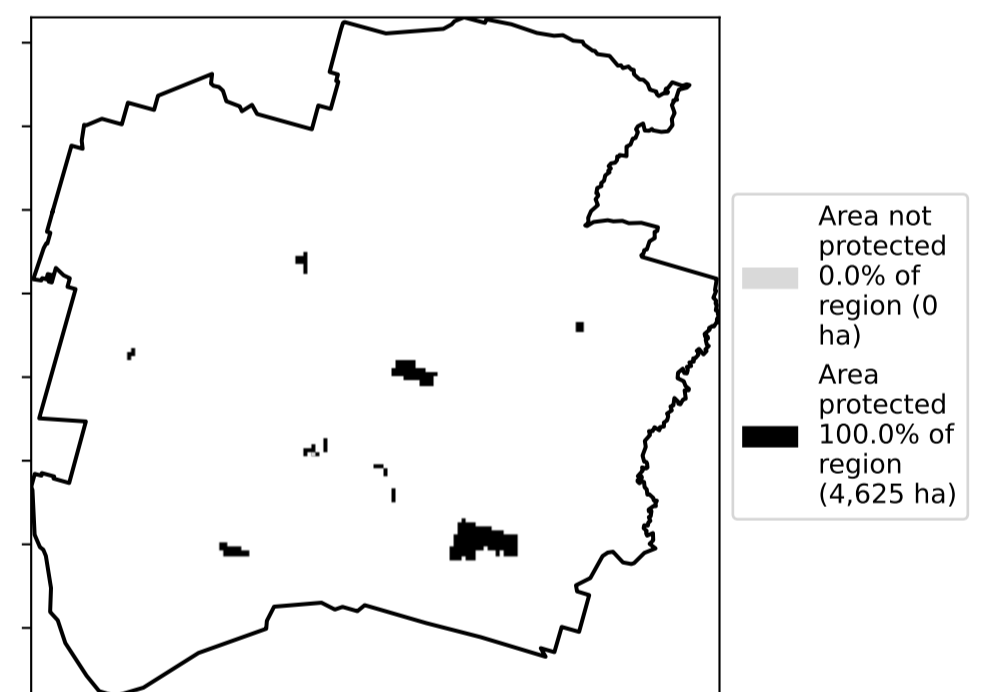 Area not
protected
0.0% of
region (0
ha)
Area
protected
100.0% of
region
(4,625 ha)